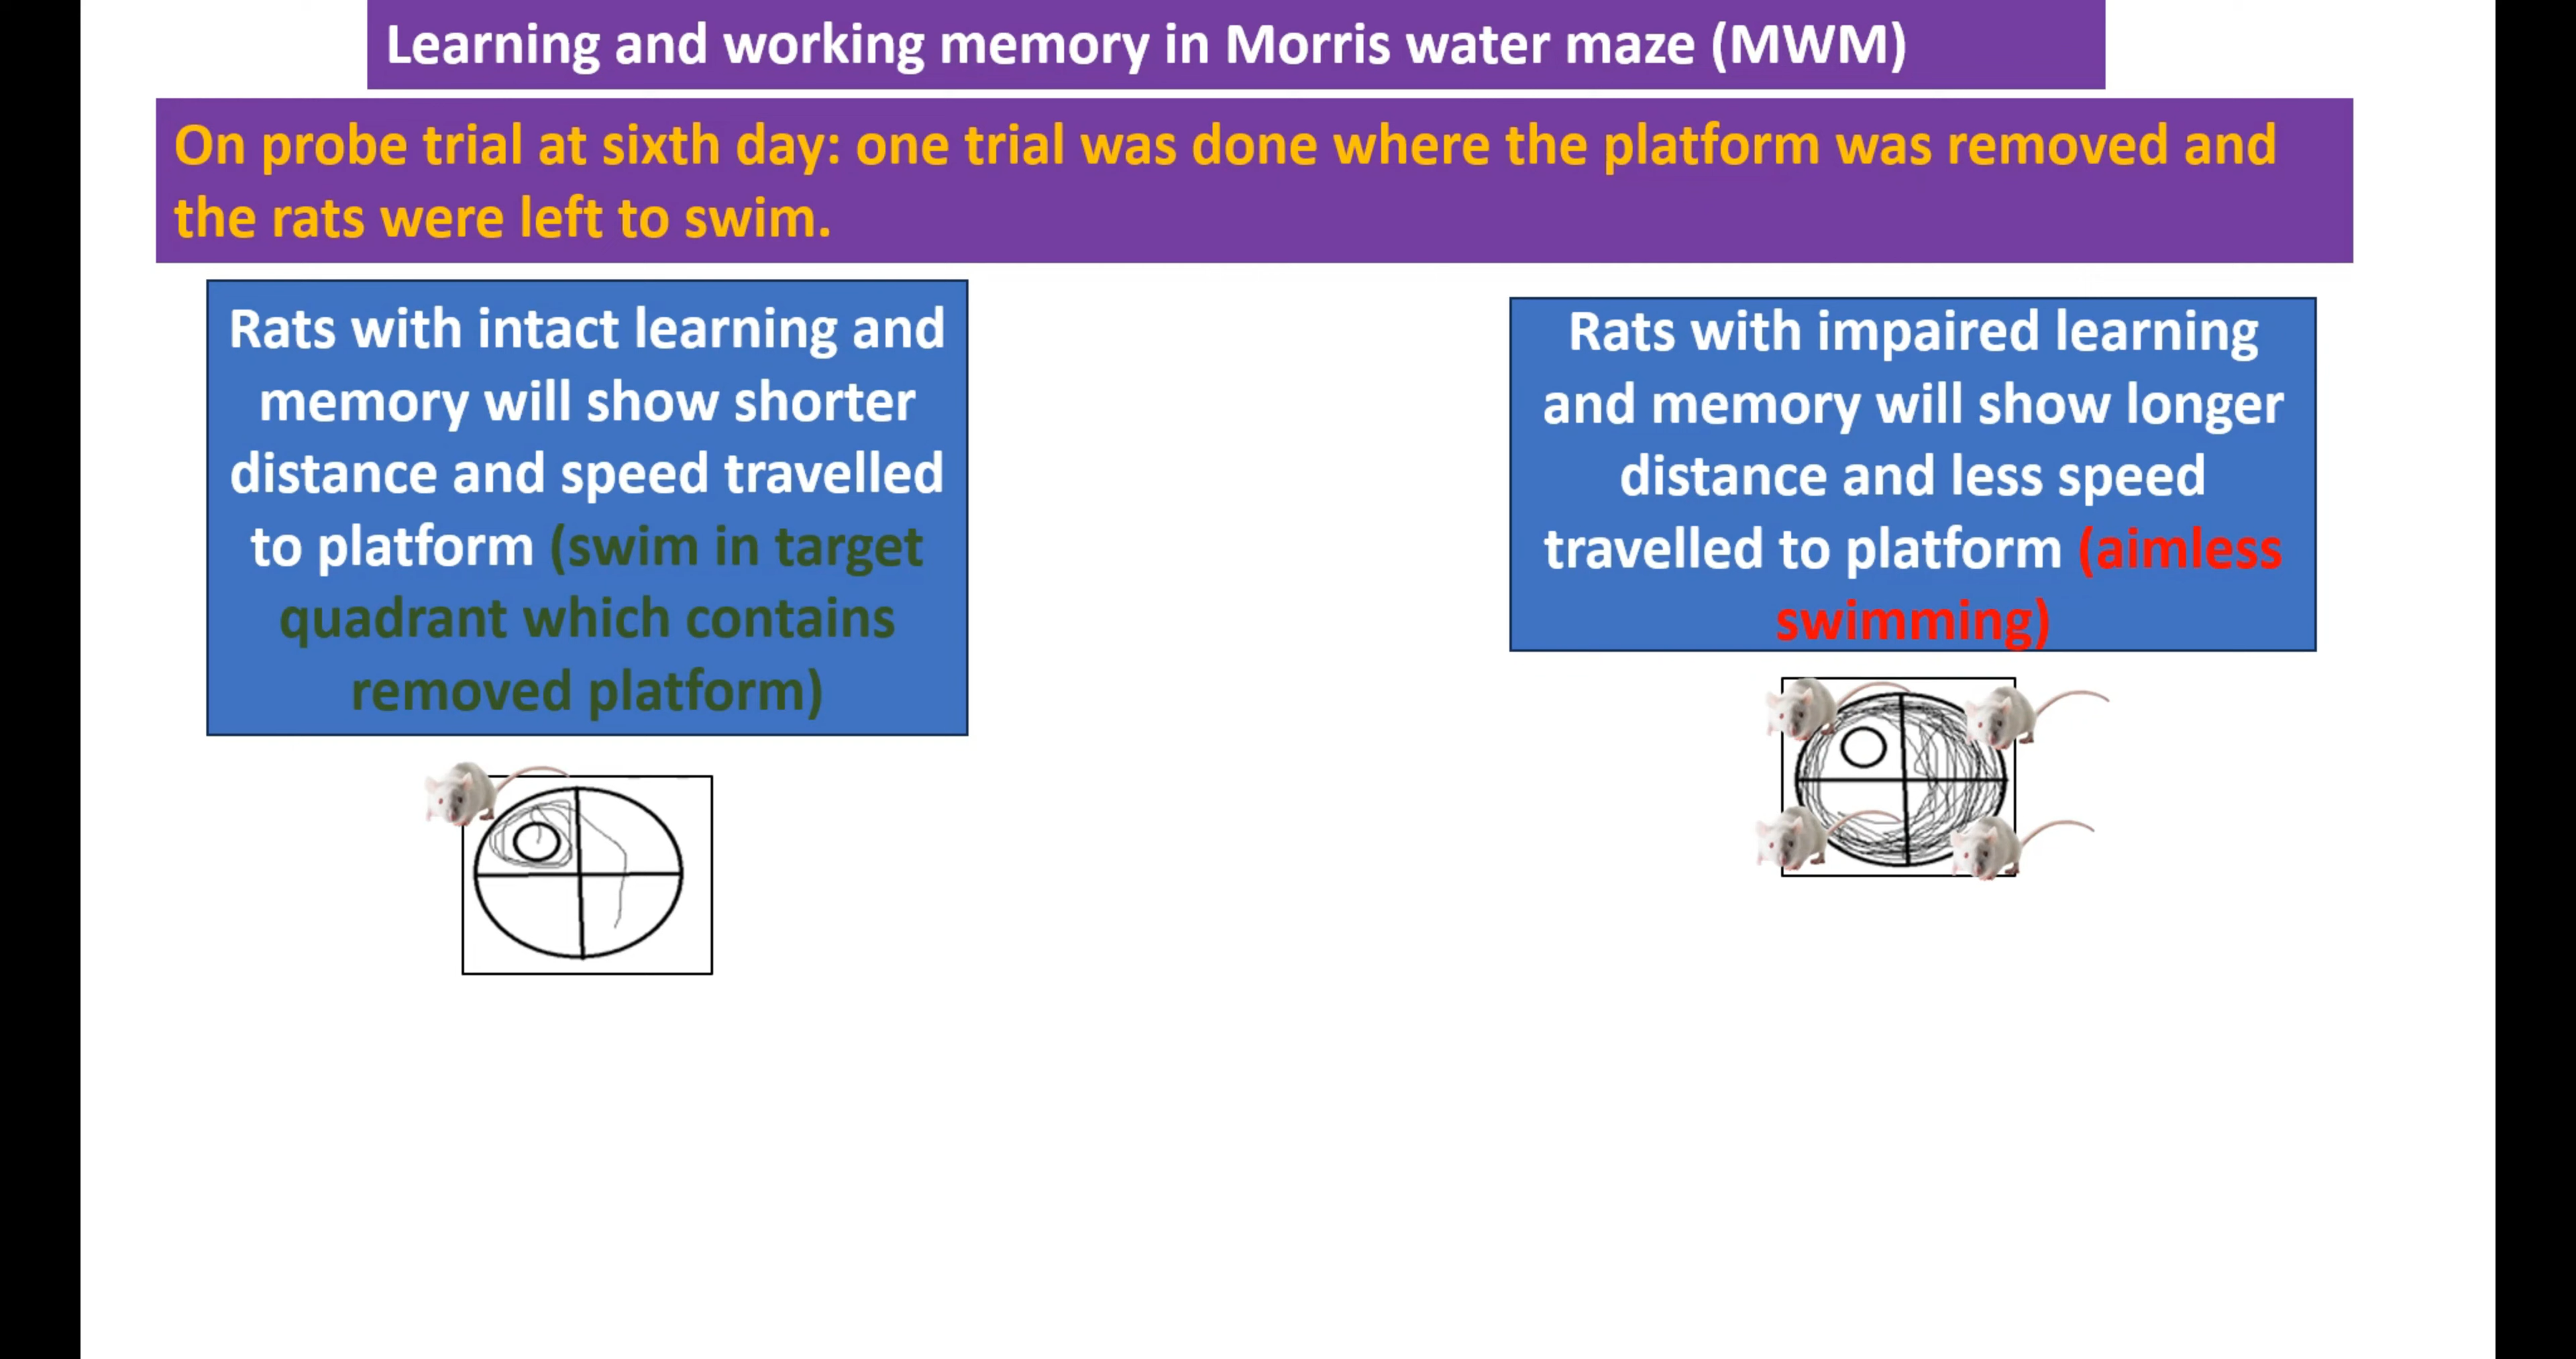 Learning and working memory in Morris water maze (MWM)
On probe trial at sixth day: one trial was done where the platform was removed and
the rats were left to swim.
Rats with intact learning and
memory will show shorter
distance and speed travelled
to platform (swim in target
quadrant which contains
removed platform)
Rats with impaired learning
and memory will show longer
distance and less speed
travelled to platform (aimless
swimming)